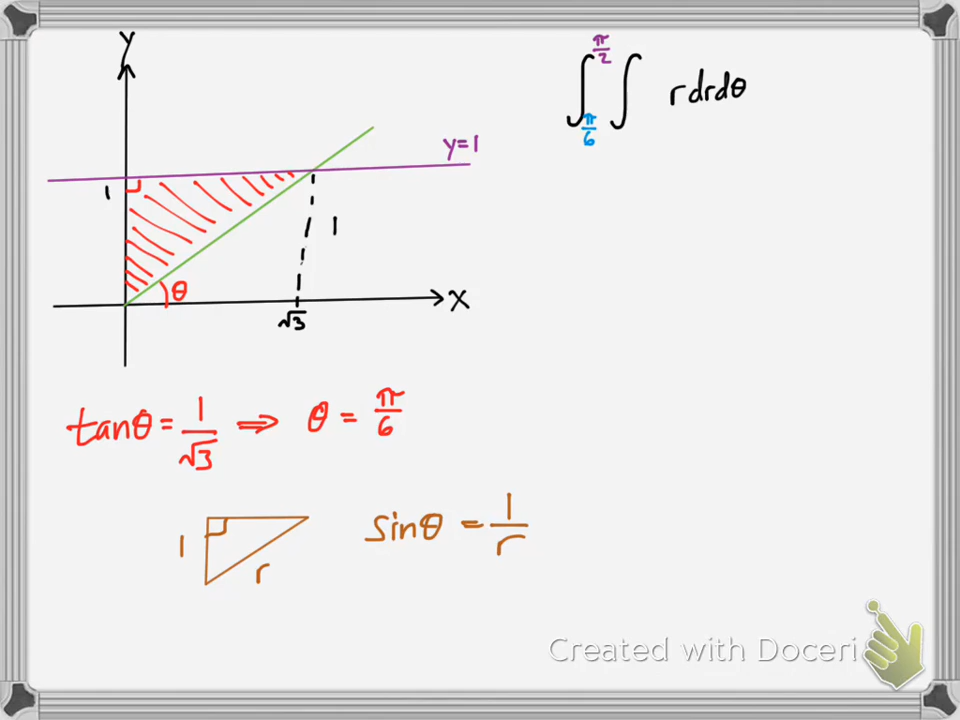 Y
∫_{π/6}^{π/2} ∫ r dr dθ
y=1
1
1
θ
X
√3
tanθ = 1/√3 ⇒ θ = π/6
1
r
sinθ = 1/r
Created with Doceri